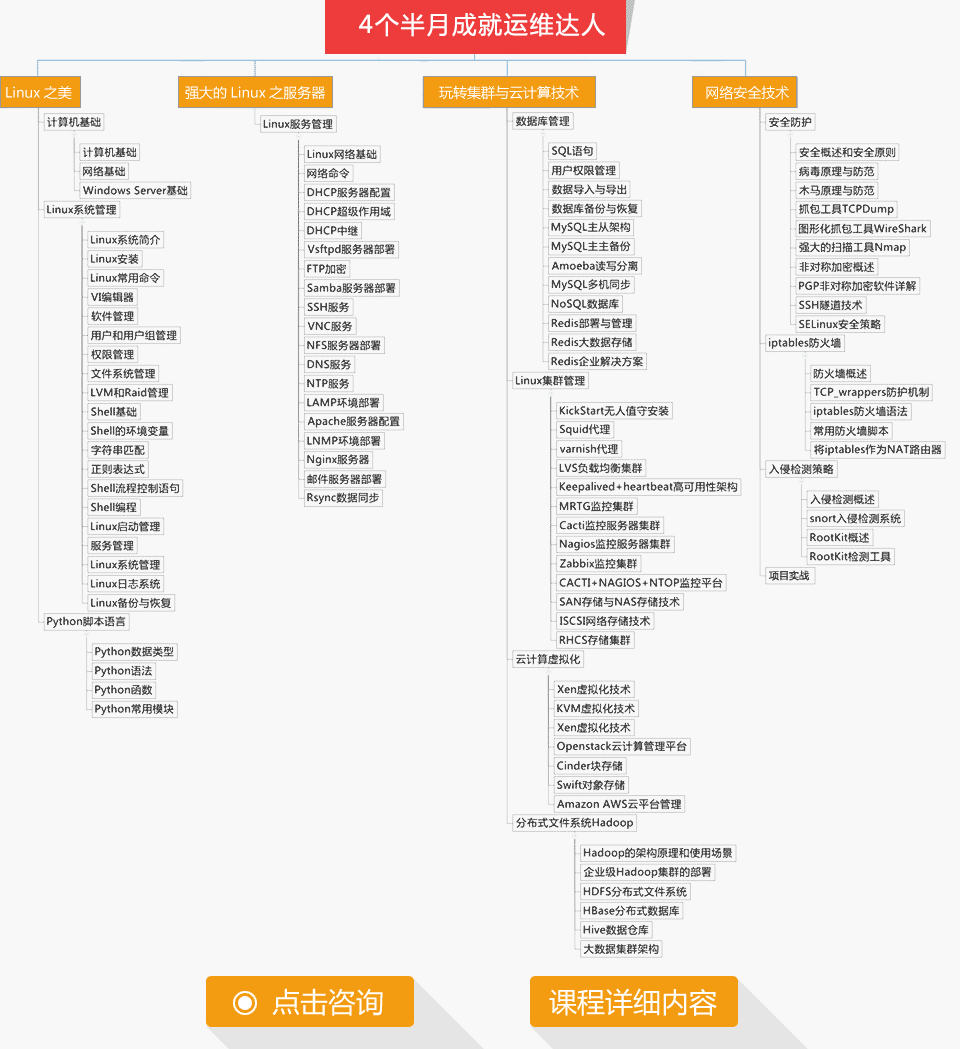 4个半月成就运维达人
Linux 之美
计算机基础
计算机基础
网络基础
Windows Server基础
Linux系统管理
Linux系统简介
Linux安装
Linux常用命令
VI编辑器
软件管理
用户和用户组管理
权限管理
文件系统管理
LVM和Raid管理
Shell基础
Shell的环境变量
字符串匹配
正则表达式
Shell流程控制语句
Shell编程
Linux启动管理
服务管理
Linux系统管理
Linux日志系统
Linux备份与恢复
Python脚本语言
Python数据类型
Python语法
Python函数
Python常用模块
强大的 Linux 之服务器
Linux服务管理
Linux网络基础
网络命令
DHCP服务器配置
DHCP超级作用域
DHCP中继
Vsftpd服务器部署
FTP加密
Samba服务器部署
SSH服务
VNC服务
NFS服务器部署
DNS服务
NTP服务
LAMP环境部署
Apache服务器配置
LNMP环境部署
Nginx服务器
邮件服务器部署
Rsync数据同步
玩转集群与云计算技术
数据库管理
SQL语句
用户权限管理
数据导入与导出
数据库备份与恢复
MySQL主从架构
MySQL主主备份
Amoeba读写分离
MySQL多机同步
NoSQL数据库
Redis部署与管理
Redis大数据存储
Redis企业解决方案
Linux集群管理
KickStart无人值守安装
Squid代理
varnish代理
LVS负载均衡集群
Keepalived+heartbeat高可用性架构
MRTG监控集群
Cacti监控服务器集群
Nagios监控服务器集群
Zabbix监控集群
CACTI+NAGIOS+NTOP监控平台
SAN存储与NAS存储技术
ISCSI网络存储技术
RHCS存储集群
云计算虚拟化
Xen虚拟化技术
KVM虚拟化技术
Xen虚拟化技术
Openstack云计算管理平台
Cinder块存储
Swift对象存储
Amazon AWS云平台管理
分布式文件系统Hadoop
Hadoop的架构原理和使用场景
企业级Hadoop集群的部署
HDFS分布式文件系统
HBase分布式数据库
Hive数据仓库
大数据集群架构
网络安全技术
安全防护
安全概述和安全原则
病毒原理与防范
木马原理与防范
抓包工具TCPDump
图形化抓包工具WireShark
强大的扫描工具Nmap
非对称加密概述
PGP非对称加密软件详解
SSH隧道技术
SELinux安全策略
iptables防火墙
防火墙概述
TCP_wrappers防护机制
iptables防火墙语法
常用防火墙脚本
将iptables作为NAT路由器
入侵检测策略
入侵检测概述
snort入侵检测系统
RootKit概述
RootKit检测工具
项目实战
点击咨询
课程详细内容